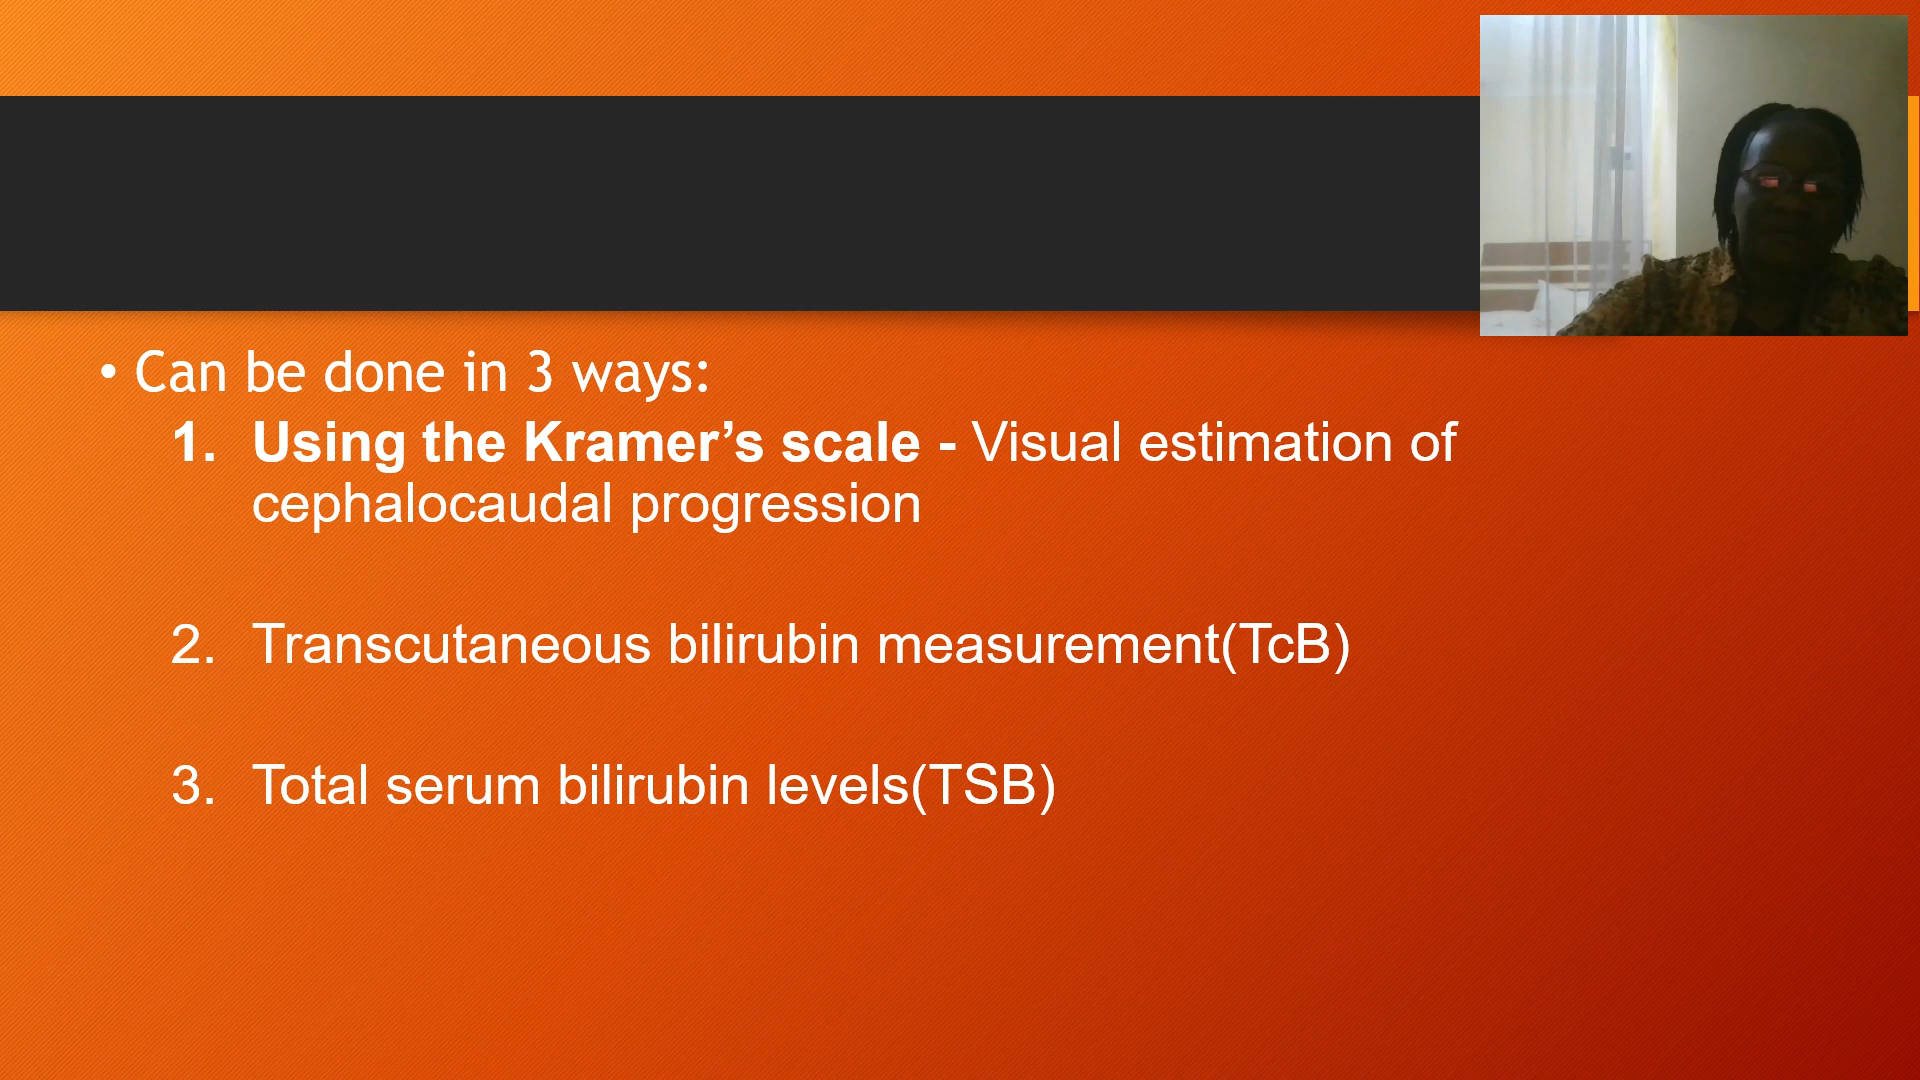 • Can be done in 3 ways:
1. Using the Kramer’s scale - Visual estimation of
cephalocaudal progression
2. Transcutaneous bilirubin measurement(TcB)
3. Total serum bilirubin levels(TSB)